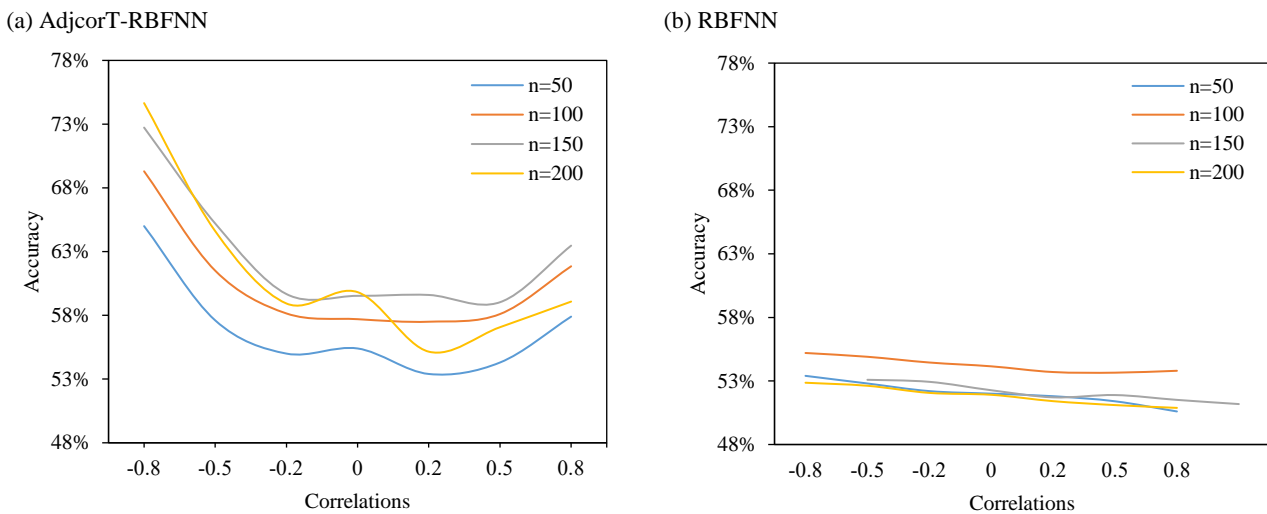 (a) AdjcorT-RBFNN
78%
73%
68%
63%
58%
53%
48%
Accuracy
n=50
n=100
n=150
n=200
-0.8 -0.5 -0.2 0 0.2 0.5 0.8
Correlations
(b) RBFNN
78%
73%
68%
63%
58%
53%
48%
Accuracy
n=50
n=100
n=150
n=200
-0.8 -0.5 -0.2 0 0.2 0.5 0.8
Correlations